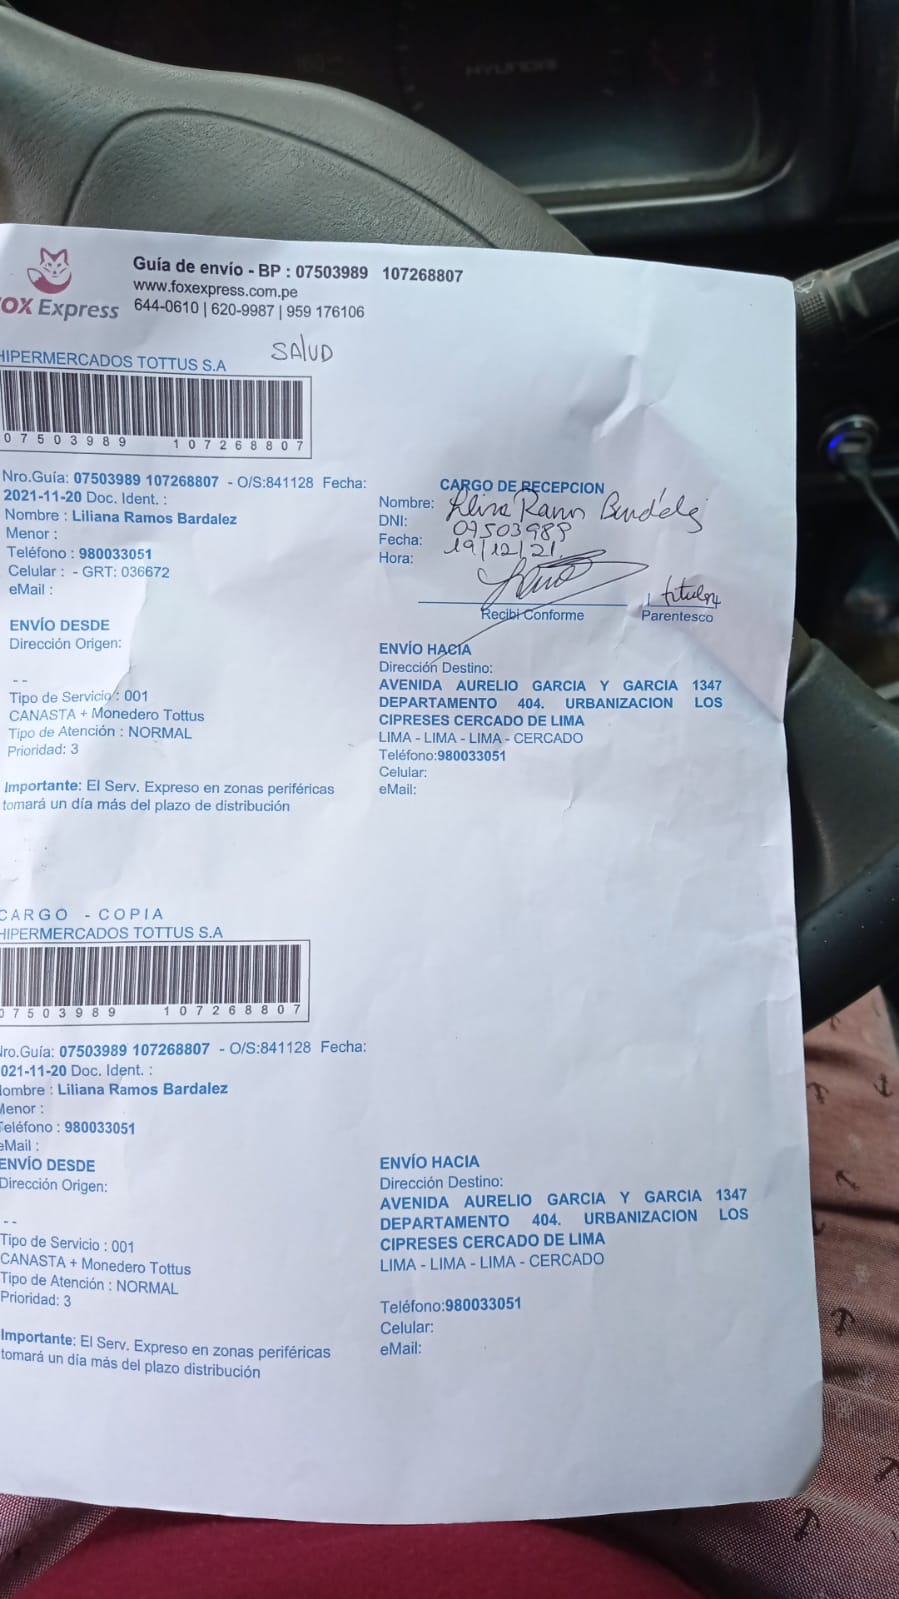 HYUNDAI
Guía de envío - BP : 07503989 107268807
www.foxexpress.com.pe
OX Express 644-0610 | 620-9987 | 959 176106
SALUD
HIPERMERCADOS TOTTUS S.A
07503989 107268807
Nro.Guía: 07503989 107268807 - O/S:841128 Fecha:
2021-11-20 Doc. Ident. :
Nombre : Liliana Ramos Bardalez
Menor :
Teléfono : 980033051
Celular : - GRT: 036672
eMail :
CARGO DE RECEPCION
Nombre:
DNI: 07503989
Fecha: 19/12/21
Hora:
Recibi Conforme
titular
Parentesco
ENVÍO DESDE
Dirección Origen:
--
Tipo de Servicio : 001
CANASTA + Monedero Tottus
Tipo de Atención : NORMAL
Prioridad: 3
Importante: El Serv. Expreso en zonas periféricas
tomará un día más del plazo de distribución
ENVÍO HACIA
Dirección Destino:
AVENIDA AURELIO GARCIA Y GARCIA 1347
DEPARTAMENTO 404. URBANIZACION LOS
CIPRESES CERCADO DE LIMA
LIMA - LIMA - LIMA - CERCADO
Teléfono:980033051
Celular:
eMail:
CARGO - COPIA
HIPERMERCADOS TOTTUS S.A
07503989 107268807
Nro.Guía: 07503989 107268807 - O/S:841128 Fecha:
2021-11-20 Doc. Ident. :
Nombre : Liliana Ramos Bardalez
Menor :
Teléfono : 980033051
eMail :
ENVÍO DESDE
Dirección Origen:
--
Tipo de Servicio : 001
CANASTA + Monedero Tottus
Tipo de Atención : NORMAL
Prioridad: 3
Importante: El Serv. Expreso en zonas periféricas
tomará un día más del plazo distribución
ENVÍO HACIA
Dirección Destino:
AVENIDA AURELIO GARCIA Y GARCIA 1347
DEPARTAMENTO 404. URBANIZACION LOS
CIPRESES CERCADO DE LIMA
LIMA - LIMA - LIMA - CERCADO
Teléfono:980033051
Celular:
eMail: